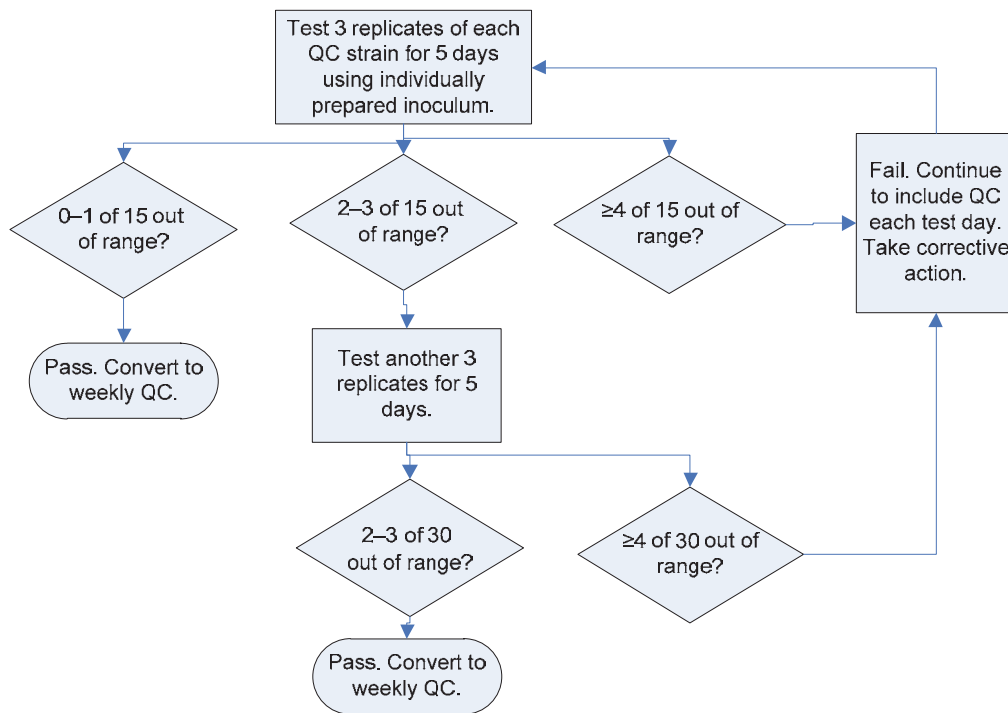 Test 3 replicates of each
QC strain for 5 days
using individually
prepared inoculum.
0–1 of 15 out
of range?
2–3 of 15 out
of range?
≥4 of 15 out of
range?
Fail. Continue
to include QC
each test day.
Take corrective
action.
Pass. Convert to
weekly QC.
Test another 3
replicates for 5
days.
2–3 of 30
out of range?
≥4 of 30 out of
range?
Pass. Convert to
weekly QC.